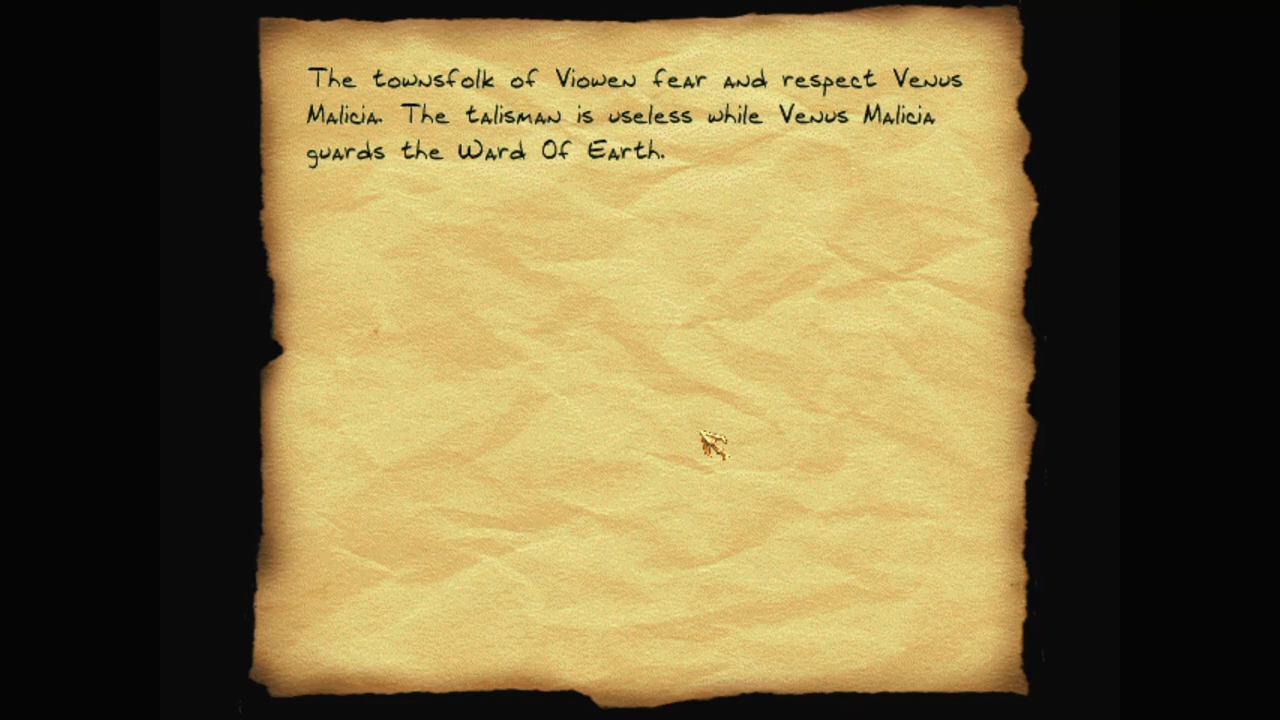 The townsfolk of Viowen fear and respect Venus
Malicia. The talisman is useless while Venus Malicia
guards the Ward Of Earth.